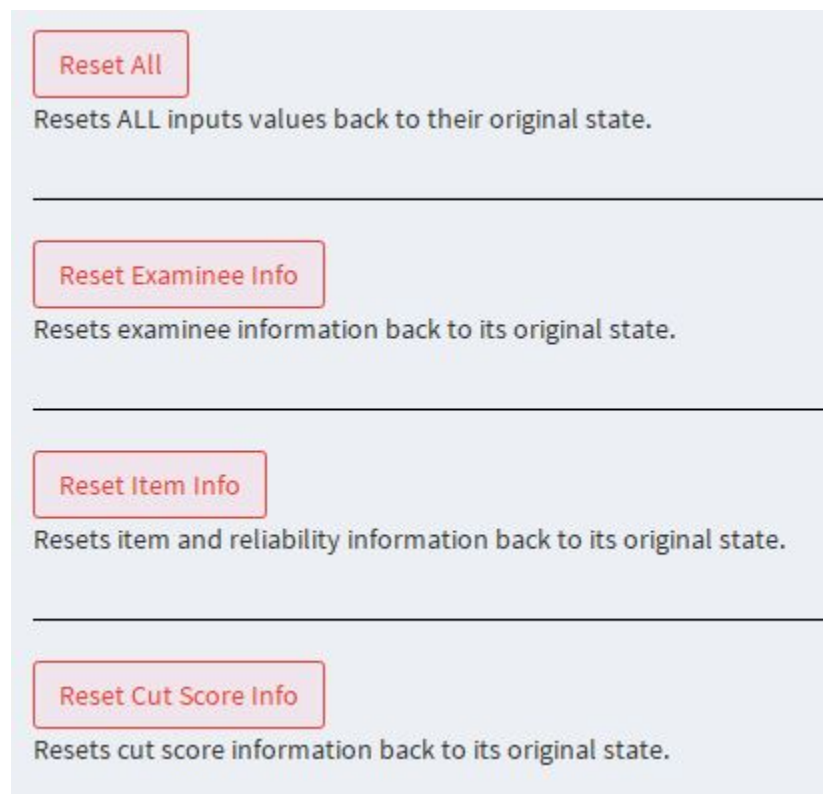 Reset All
Resets ALL inputs values back to their original state.
Reset Examinee Info
Resets examinee information back to its original state.
Reset Item Info
Resets item and reliability information back to its original state.
Reset Cut Score Info
Resets cut score information back to its original state.